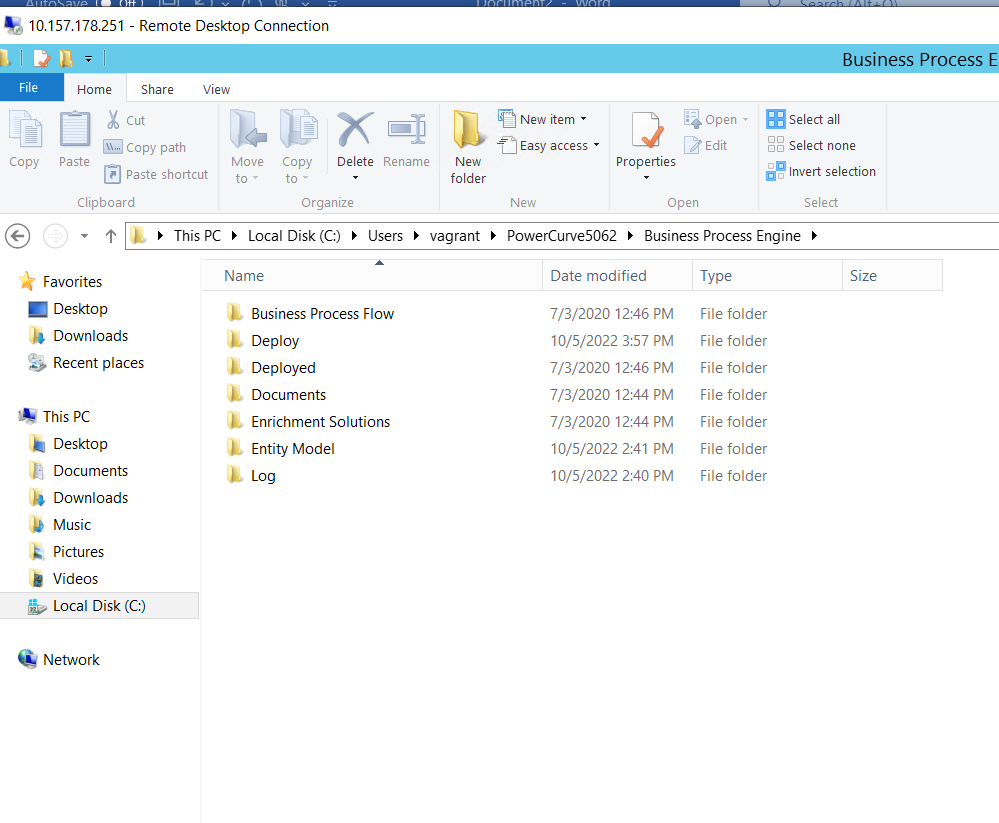 AutoSave Off Document2 - Word Search (Alt+Q)
10.157.178.251 - Remote Desktop Connection
Business Process E
File Home Share View
Copy
Paste
Cut
Copy path
Paste shortcut
Clipboard
Move to
Copy to
Delete
Rename
Organize
New folder
New item
Easy access
New
Properties
Open
Edit
Open
Select all
Select none
Invert selection
Select
This PC Local Disk (C:) Users vagrant PowerCurve5062 Business Process Engine
Favorites
Desktop
Downloads
Recent places
This PC
Desktop
Documents
Downloads
Music
Pictures
Videos
Local Disk (C:)
Network
Name Date modified Type Size
Business Process Flow 7/3/2020 12:46 PM File folder
Deploy 10/5/2022 3:57 PM File folder
Deployed 7/3/2020 12:46 PM File folder
Documents 7/3/2020 12:44 PM File folder
Enrichment Solutions 7/3/2020 12:44 PM File folder
Entity Model 10/5/2022 2:41 PM File folder
Log 10/5/2022 2:40 PM File folder